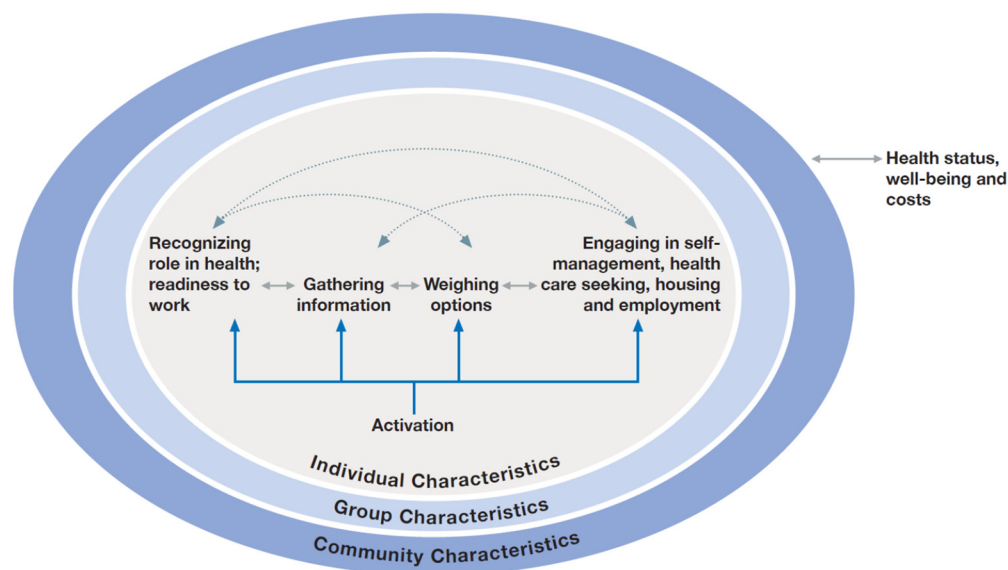 Health status,
well-being and
costs
Recognizing
role in health;
readiness to
work
Gathering
information
Weighing
options
Engaging in self-
management, health
care seeking, housing
and employment
Activation
Individual Characteristics
Group Characteristics
Community Characteristics